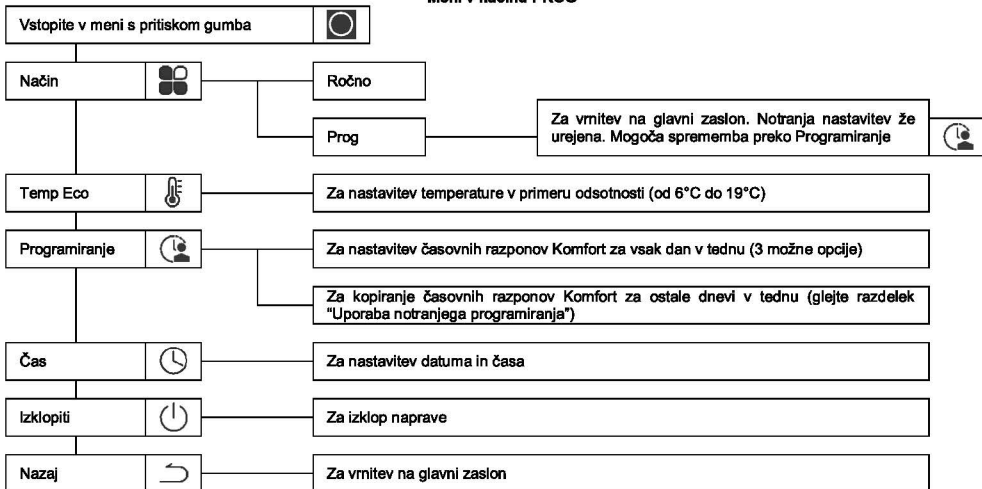 Vstopite v meni s pritiskom gumba
Način
Ročno
Prog
Za vrnitev na glavni zaslon. Notranja nastavitev že
urejena. Mogoča sprememba preko Programiranje
Temp Eco
Za nastavitev temperature v primeru odsotnosti (od 6°C do 19°C)
Programiranje
Za nastavitev časovnih razponov Komfort za vsak dan v tednu (3 možne opcije)
Za kopiranje časovnih razponov Komfort za ostale dnevi v tednu (glejte razdelek
“Uporaba notranjega programiranja”)
Čas
Za nastavitev datuma in časa
Izklopiti
Za izklop naprave
Nazaj
Za vrnitev na glavni zaslon